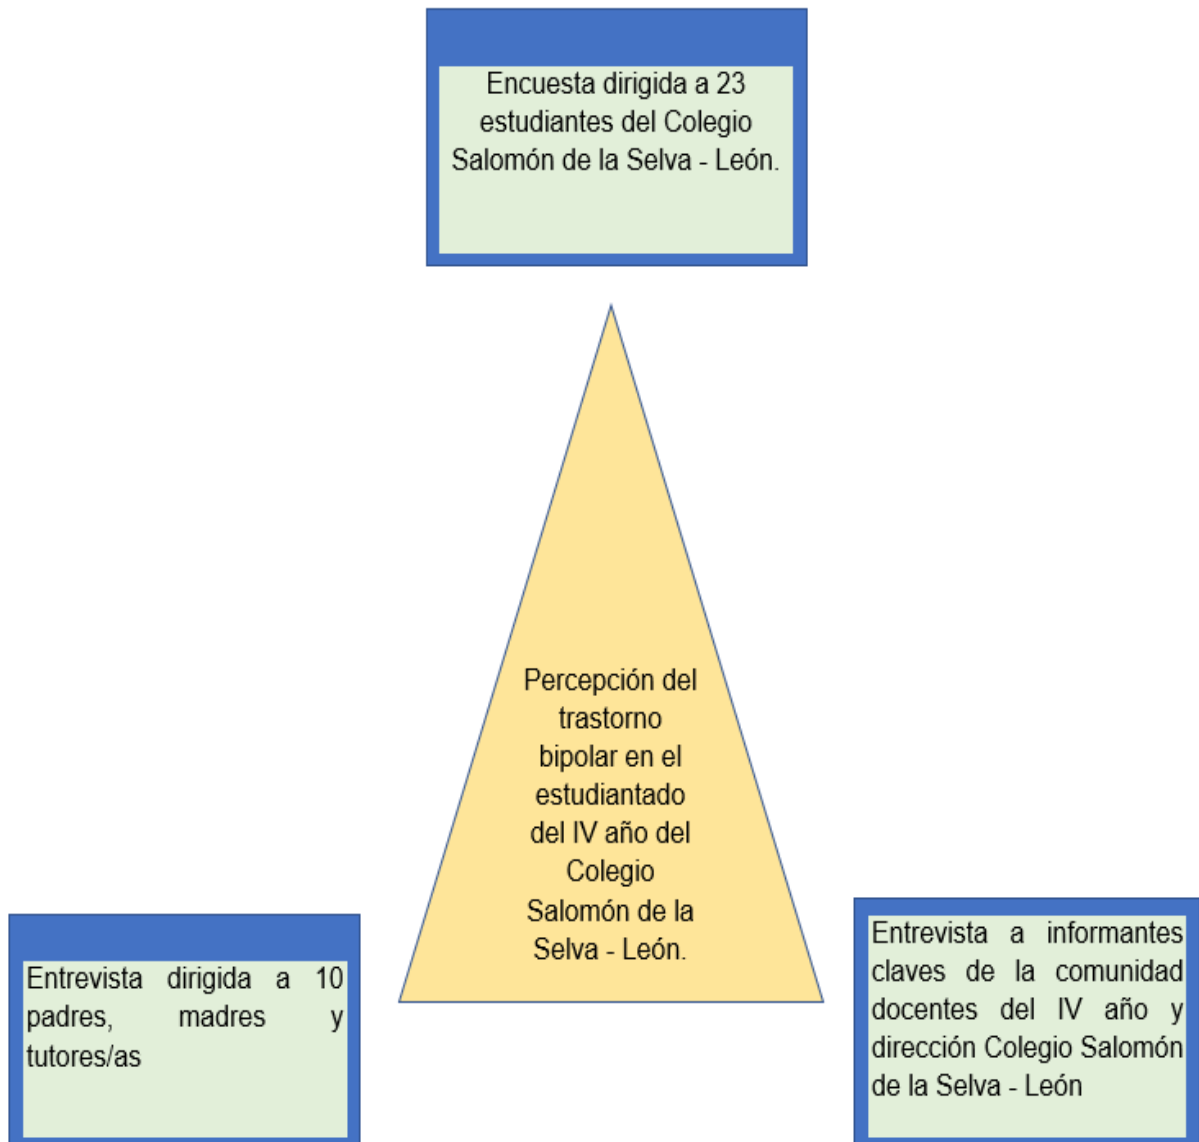 Encuesta dirigida a 23
estudiantes del Colegio
Salomón de la Selva - León.
Percepción del
trastorno
bipolar en el
estudiantado
del IV año del
Colegio
Salomón de la
Selva - León.
Entrevista dirigida a 10
padres, madres y
tutores/as
Entrevista a informantes
claves de la comunidad
docentes del IV año y
dirección Colegio Salomón
de la Selva - León